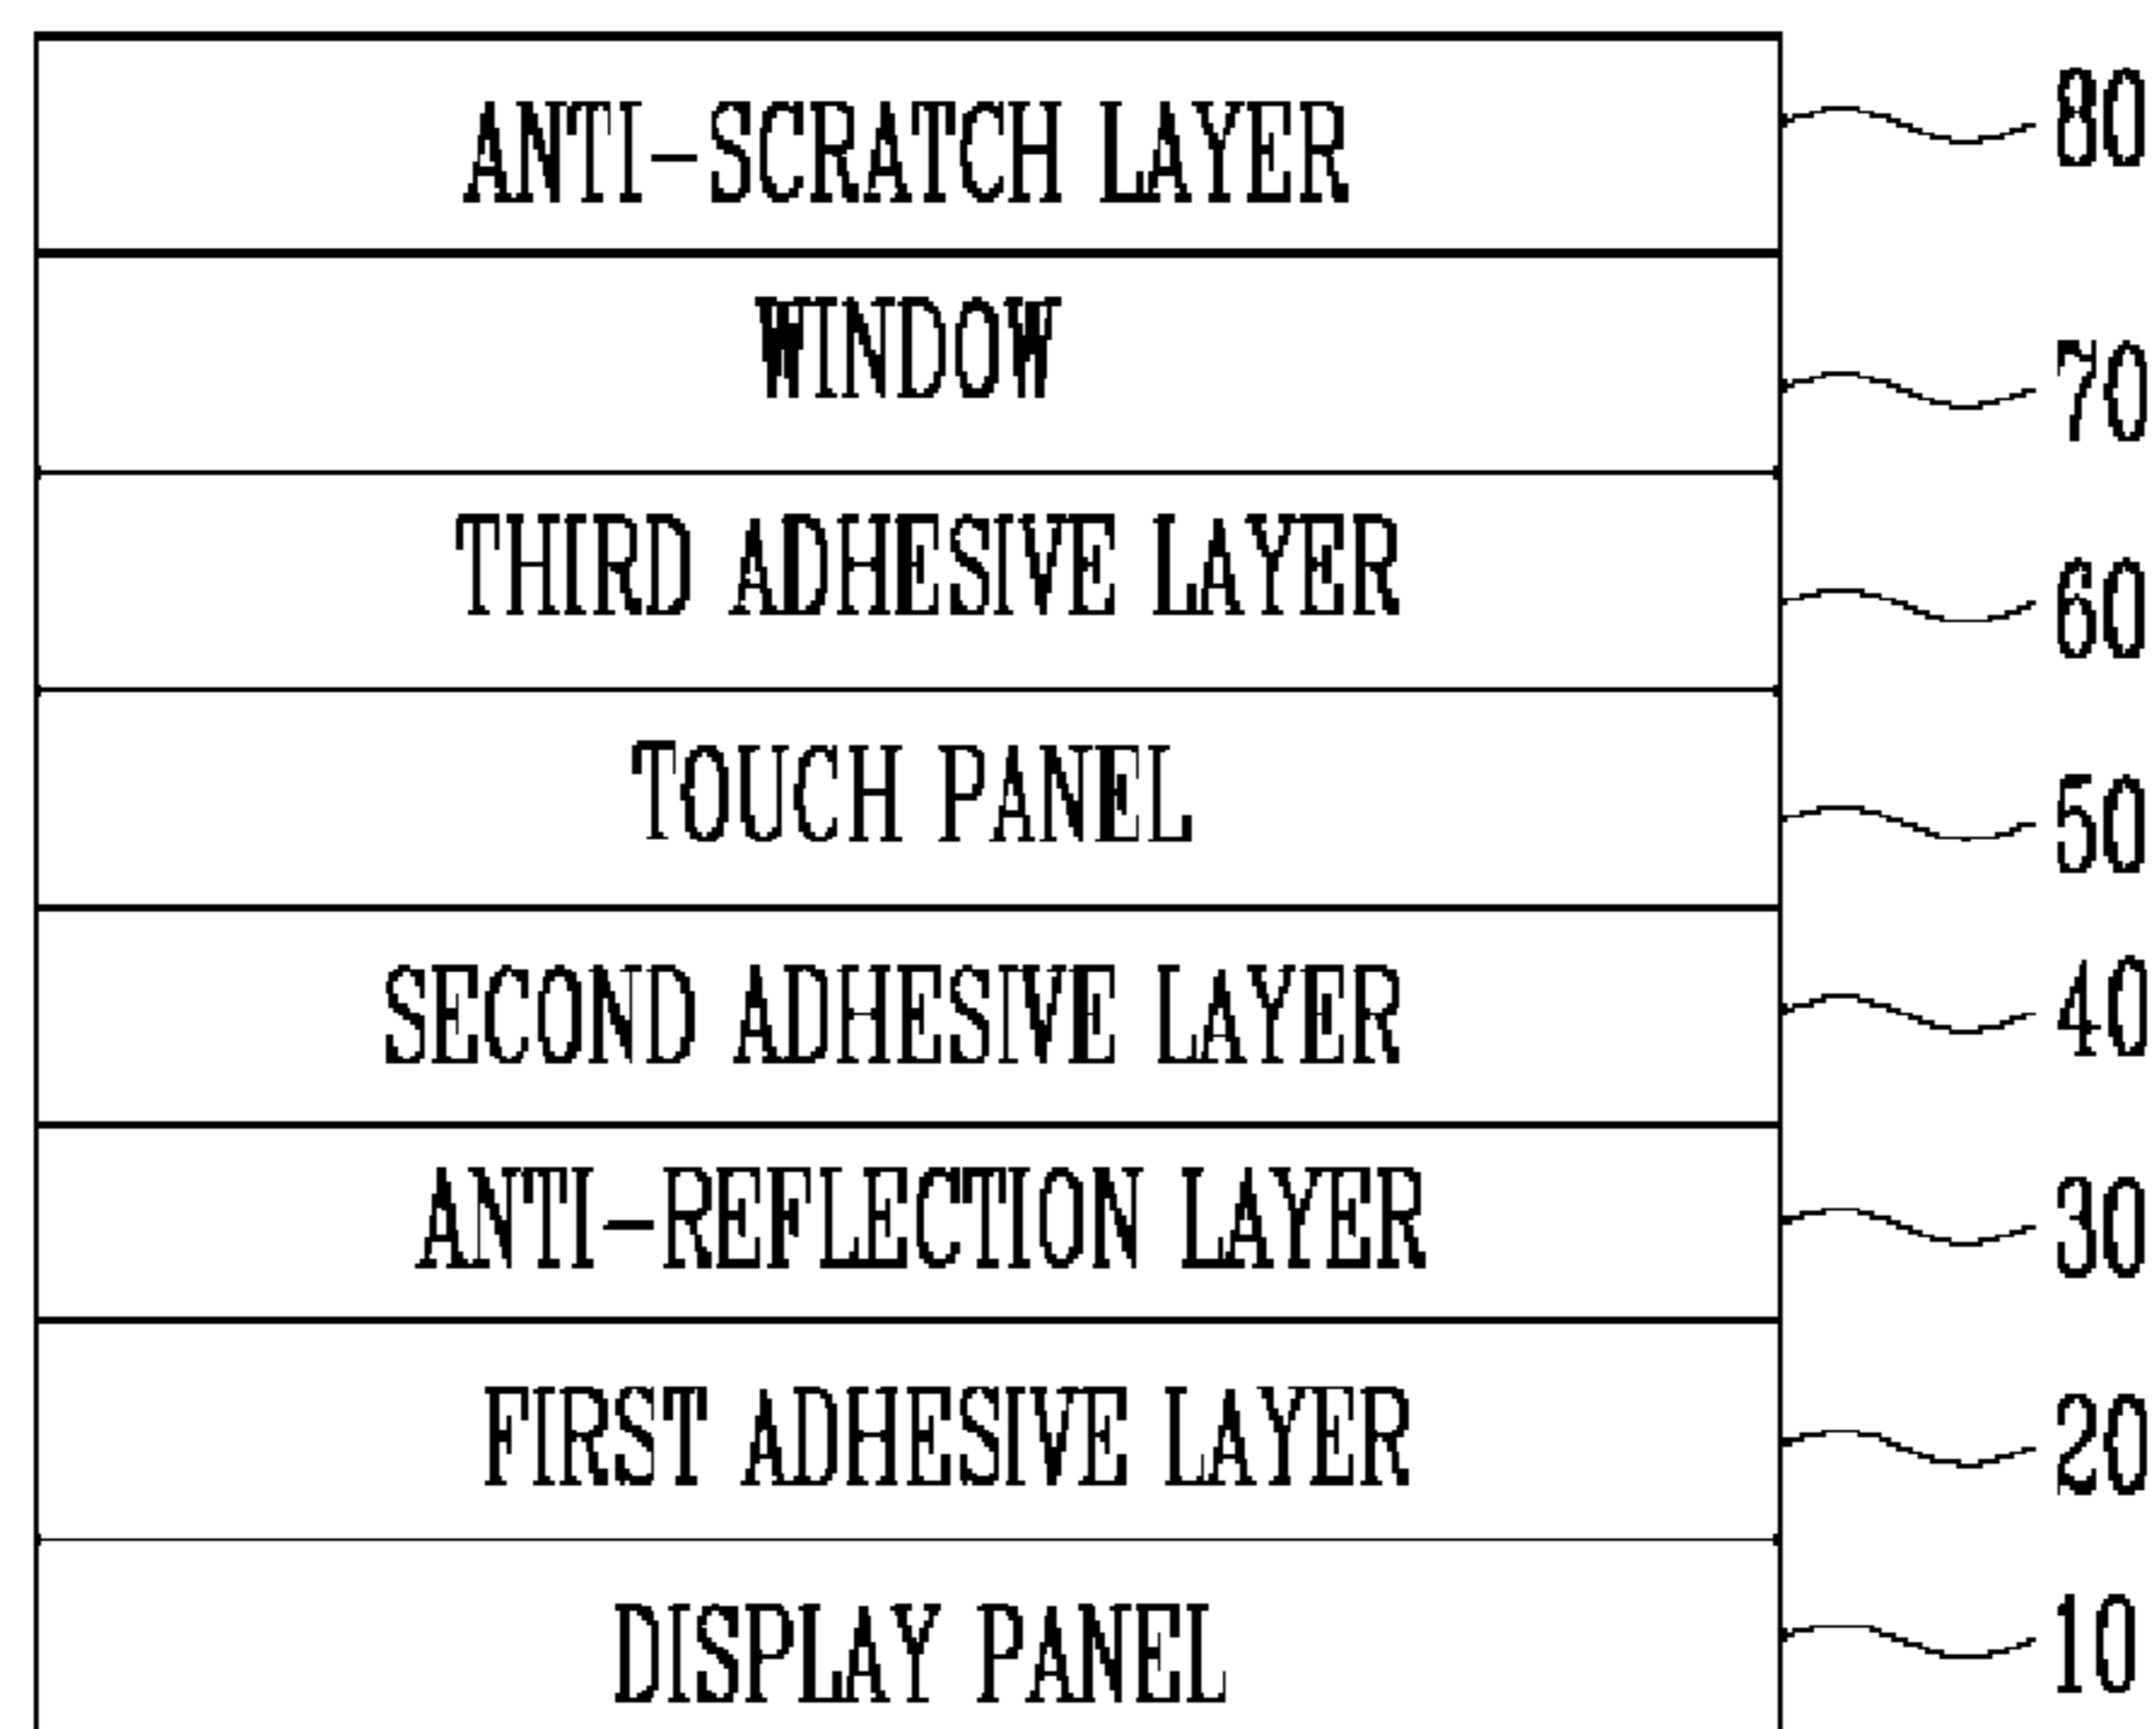 ANTI-SCRATCH LAYER 80
WINDOW 70
THIRD ADHESIVE LAYER 60
TOUCH PANEL 50
SECOND ADHESIVE LAYER 40
ANTI-REFLECTION LAYER 30
FIRST ADHESIVE LAYER 20
DISPLAY PANEL 10